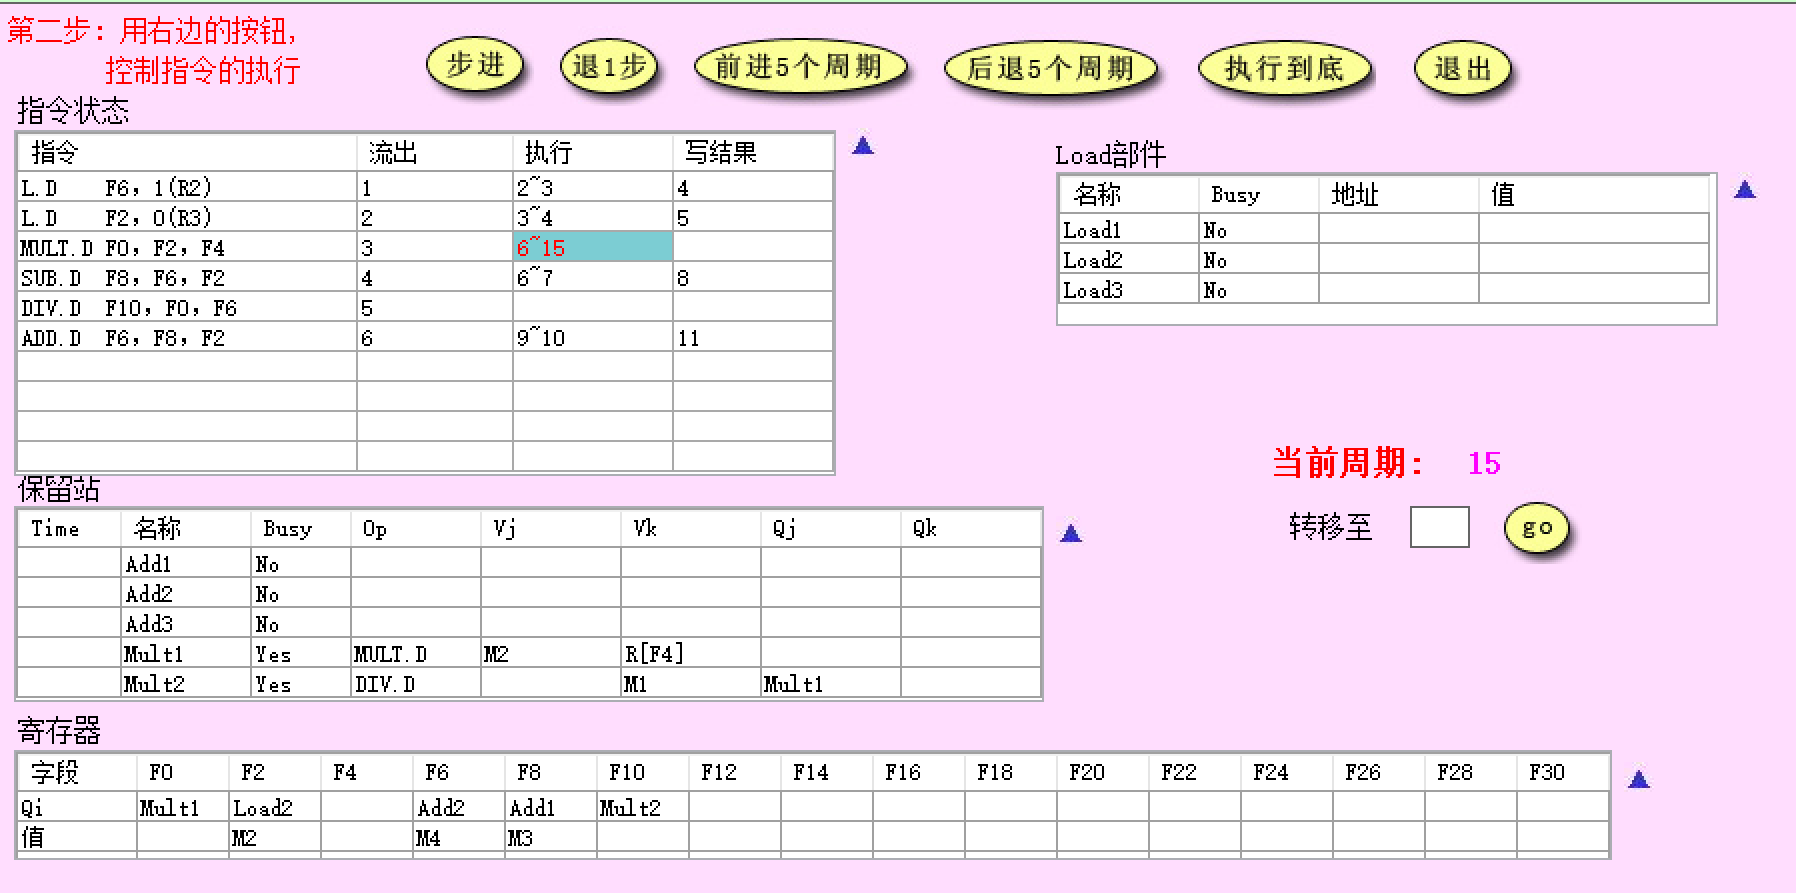 第二步：用右边的按钮，
控制指令的执行
步进 退1步 前进5个周期 后退5个周期 执行到底 退出
指令状态
指令 流出 执行 写结果
L.D F6, 1(R2) 1 2~3 4
L.D F2, 0(R3) 2 3~4 5
MULT.D F0, F2, F4 3 6~15
SUB.D F8, F6, F2 4 6~7 8
DIV.D F10, F0, F6 5
ADD.D F6, F8, F2 6 9~10 11
Load部件
名称 Busy 地址 值
Load1 No
Load2 No
Load3 No
当前周期： 15
转移至 go
保留站
Time 名称 Busy Op Vj Vk Qj Qk
Add1 No
Add2 No
Add3 No
Mult1 Yes MULT.D M2 R[F4]
Mult2 Yes DIV.D M1 Mult1
寄存器
字段 F0 F2 F4 F6 F8 F10 F12 F14 F16 F18 F20 F22 F24 F26 F28 F30
Qi Mult1 Load2 Add2 Add1 Mult2
值 M2 M4 M3